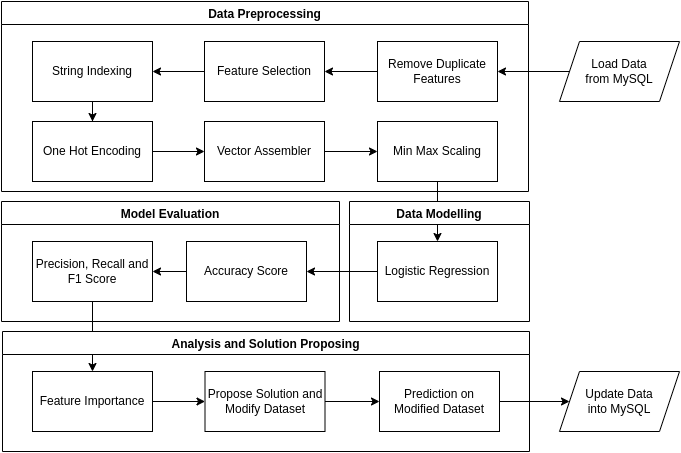 Data Preprocessing
String Indexing
Feature Selection
Remove Duplicate
Features
Load Data
from MySQL
One Hot Encoding
Vector Assembler
Min Max Scaling
Model Evaluation
Data Modelling
Precision, Recall and
F1 Score
Accuracy Score
Logistic Regression
Analysis and Solution Proposing
Feature Importance
Propose Solution and
Modify Dataset
Prediction on
Modified Dataset
Update Data
into MySQL